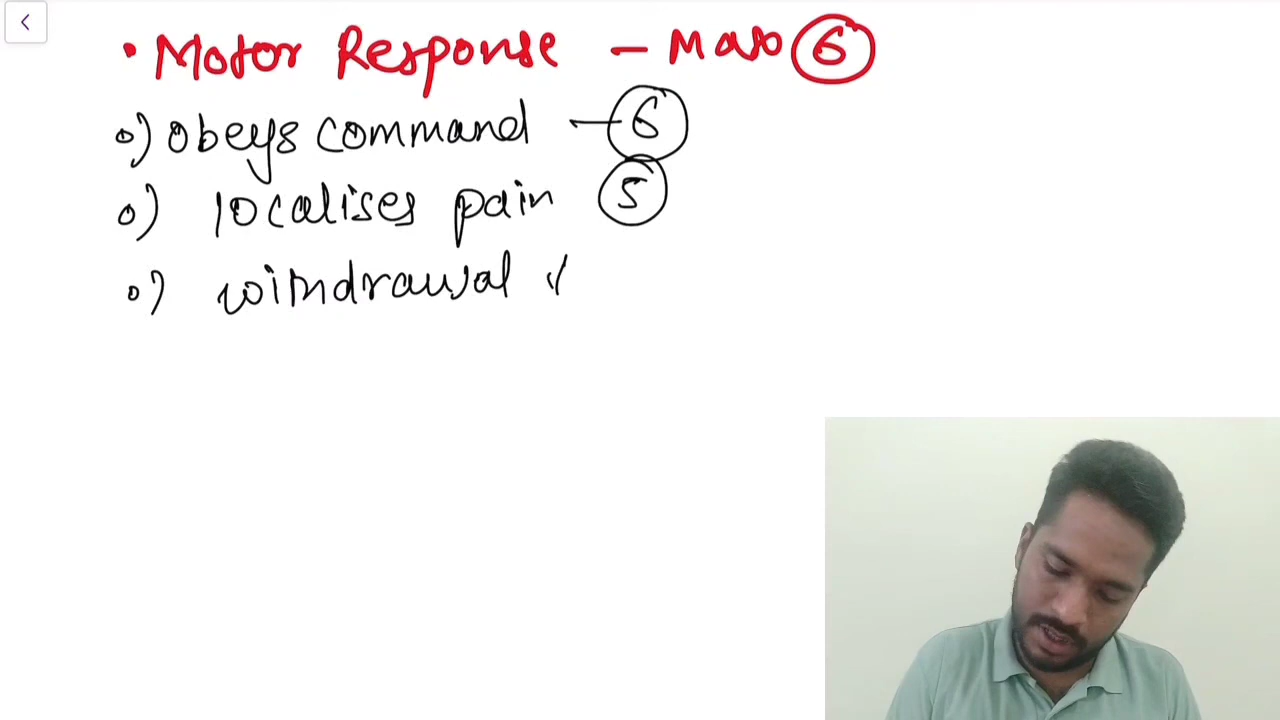 • Motor Response – Max 6
o) obeys command – 6
o) localises pain 5
o) withdrawal